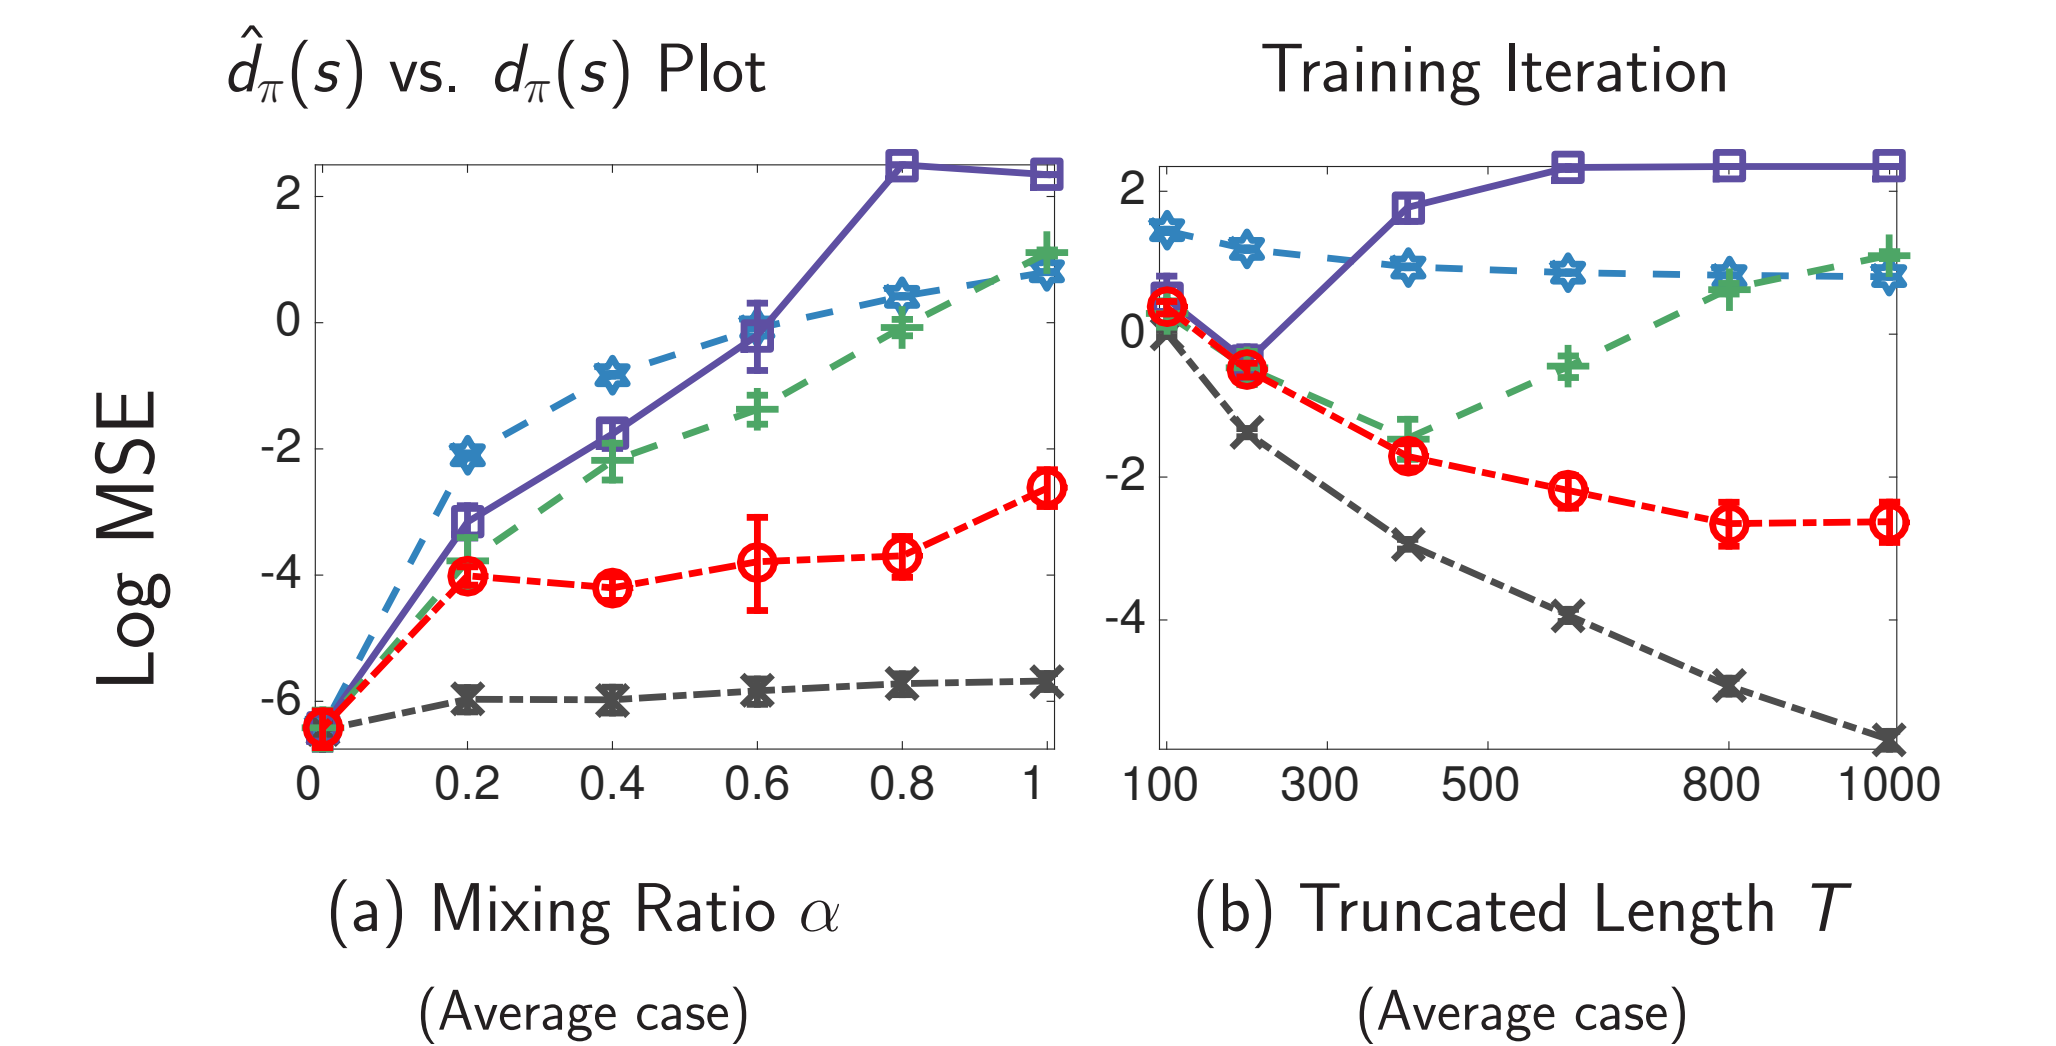 d̂π(s) vs. dπ(s) Plot
Training Iteration
Log MSE
2
0
-2
-4
-6
0 0.2 0.4 0.6 0.8 1
2
0
-2
-4
100 300 500 800 1000
(a) Mixing Ratio α
(Average case)
(b) Truncated Length T
(Average case)